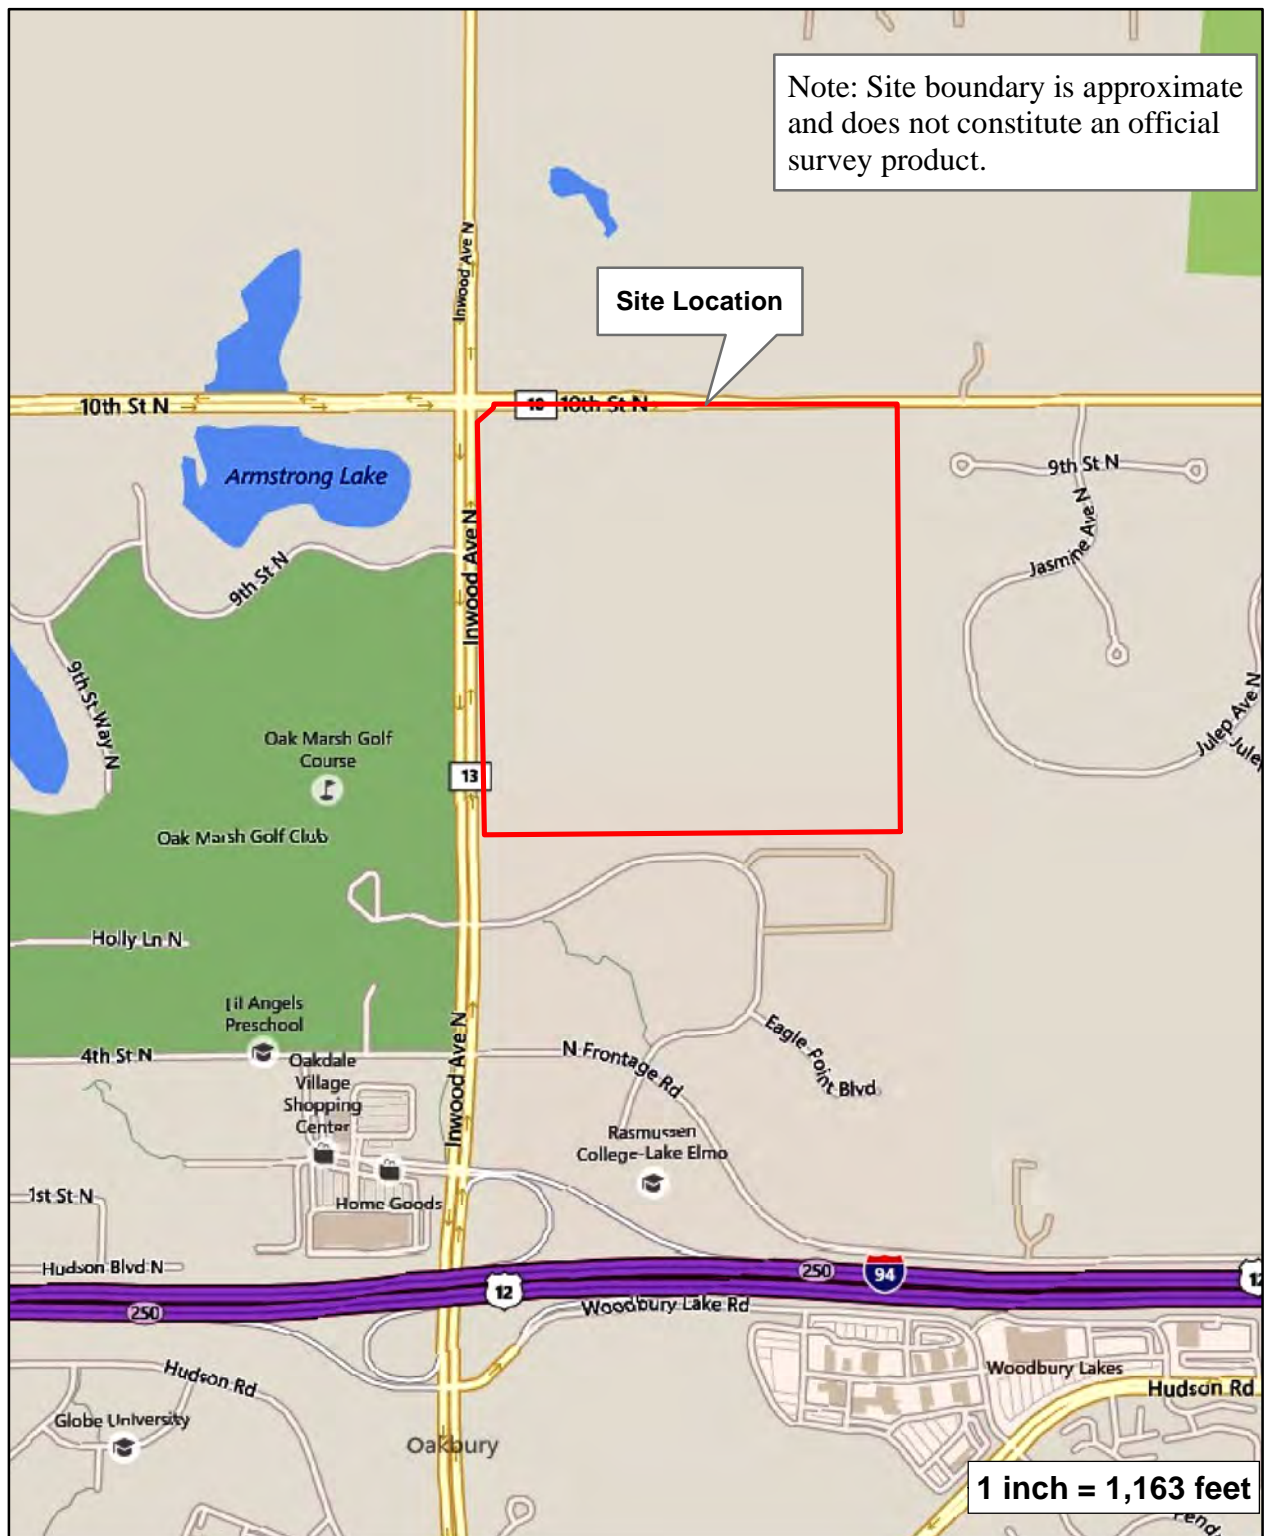 Note: Site boundary is approximate
and does not constitute an official
survey product.
Inwood Ave N
Site Location
10th St N
10
10th St N
Armstrong Lake
9th St N
9th St N
Inwood Ave N
Jasmine Ave N
9th St Way N
Julep Ave N
Oak Marsh Golf
Course
13
Oak Marsh Golf Club
Holly Ln N
Lil Angels
Preschool
4th St N
Oakdale
Village
Shopping
Center
Inwood Ave N
N Frontage Rd
Eagle Point Blvd
Rasmussen
College-Lake Elmo
1st St N
Home Goods
Hudson Blvd N
250
94
12
12
250
Woodbury Lake Rd
Hudson Rd
Woodbury Lakes
Hudson Rd
Globe University
Oakbury
1 inch = 1,163 feet